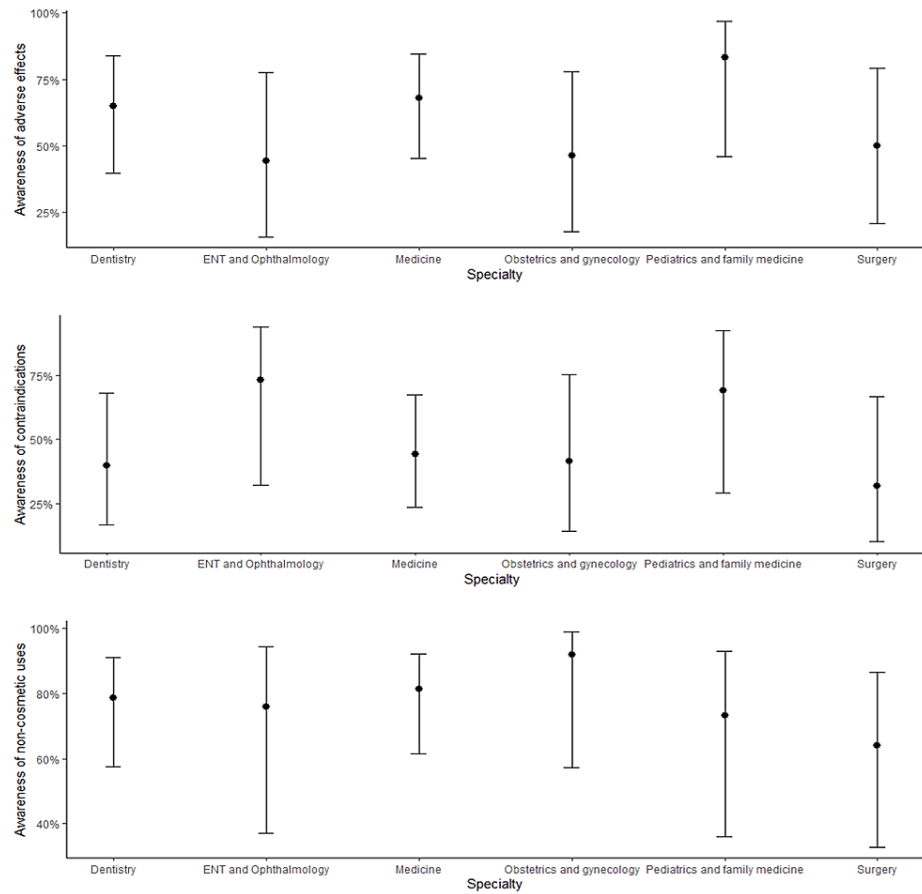 100%
75%
50%
25%
Awareness of adverse effects
Dentistry ENT and Ophthalmology Medicine Obstetrics and gynecology Pediatrics and family medicine Surgery
Specialty
75%
50%
25%
Awareness of contraindications
Dentistry ENT and Ophthalmology Medicine Obstetrics and gynecology Pediatrics and family medicine Surgery
Specialty
100%
80%
60%
40%
Awareness of non-cosmetic uses
Dentistry ENT and Ophthalmology Medicine Obstetrics and gynecology Pediatrics and family medicine Surgery
Specialty